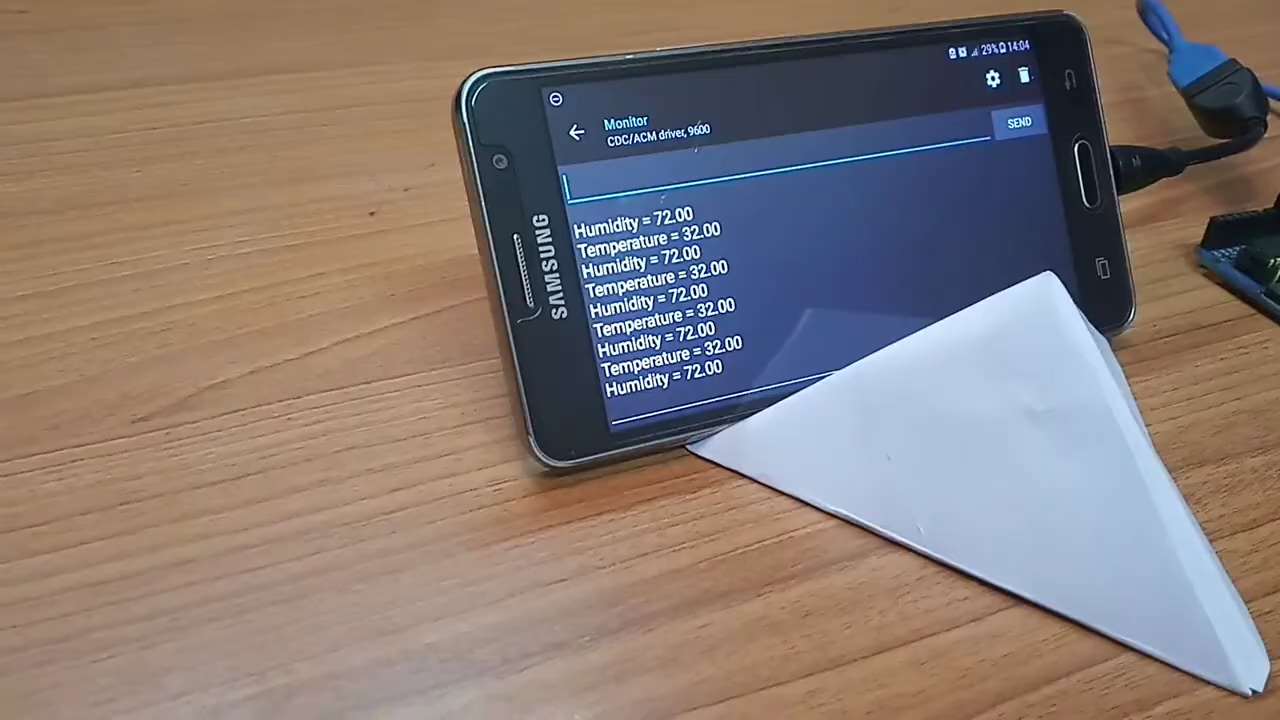 29% 14:04
Monitor
CDC/ACM driver, 9600
SEND
Humidity = 72.00
Temperature = 32.00
Humidity = 72.00
Temperature = 32.00
Humidity = 72.00
Temperature = 32.00
Humidity = 72.00
Temperature = 32.00
Humidity = 72.00
SAMSUNG